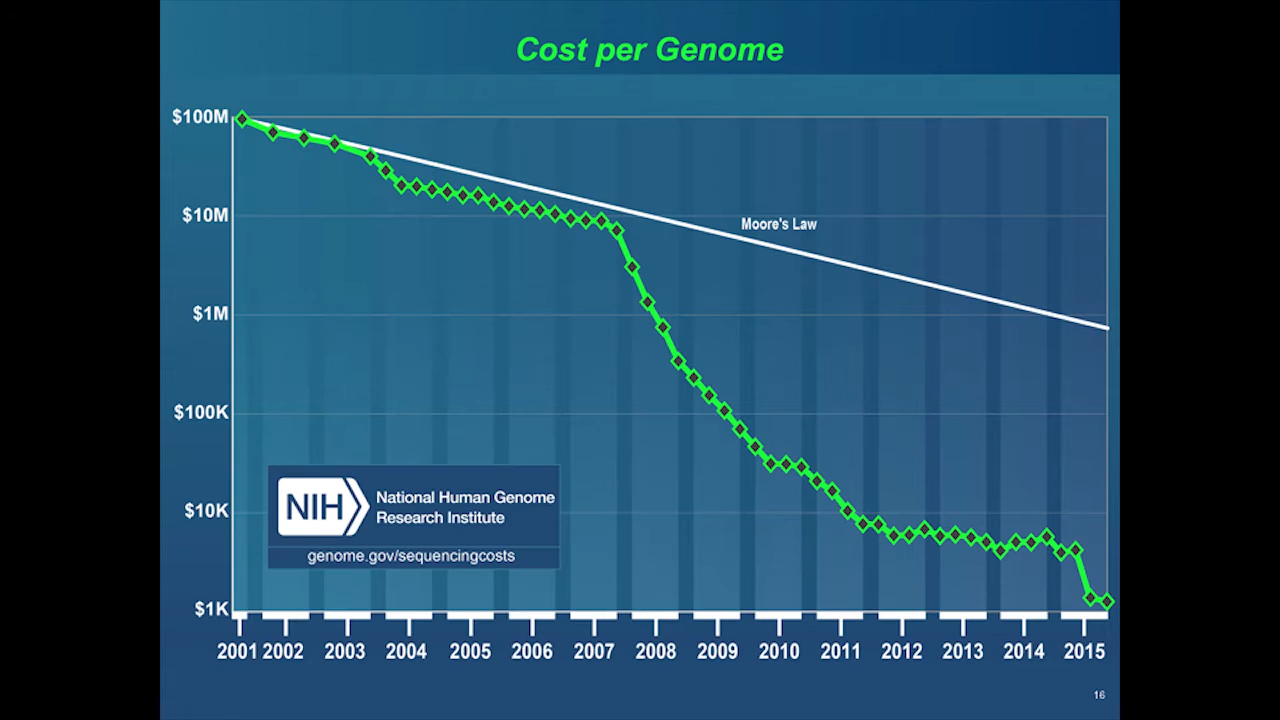 Cost per Genome
$100M
$10M
Moore's Law
$1M
$100K
$10K
NIH
National Human Genome
Research Institute
genome.gov/sequencingcosts
$1K
2001 2002 2003 2004 2005 2006 2007 2008 2009 2010 2011 2012 2013 2014 2015
16